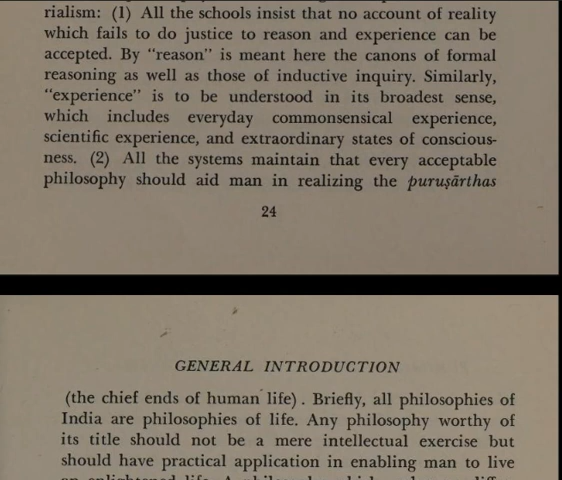 rialism: (1) All the schools insist that no account of reality
which fails to do justice to reason and experience can be
accepted. By “reason” is meant here the canons of formal
reasoning as well as those of inductive inquiry. Similarly,
“experience” is to be understood in its broadest sense,
which includes everyday commonsensical experience,
scientific experience, and extraordinary states of conscious-
ness. (2) All the systems maintain that every acceptable
philosophy should aid man in realizing the puruṣārthas
24
GENERAL INTRODUCTION
(the chief ends of human life). Briefly, all philosophies of
India are philosophies of life. Any philosophy worthy of
its title should not be a mere intellectual exercise but
should have practical application in enabling man to live